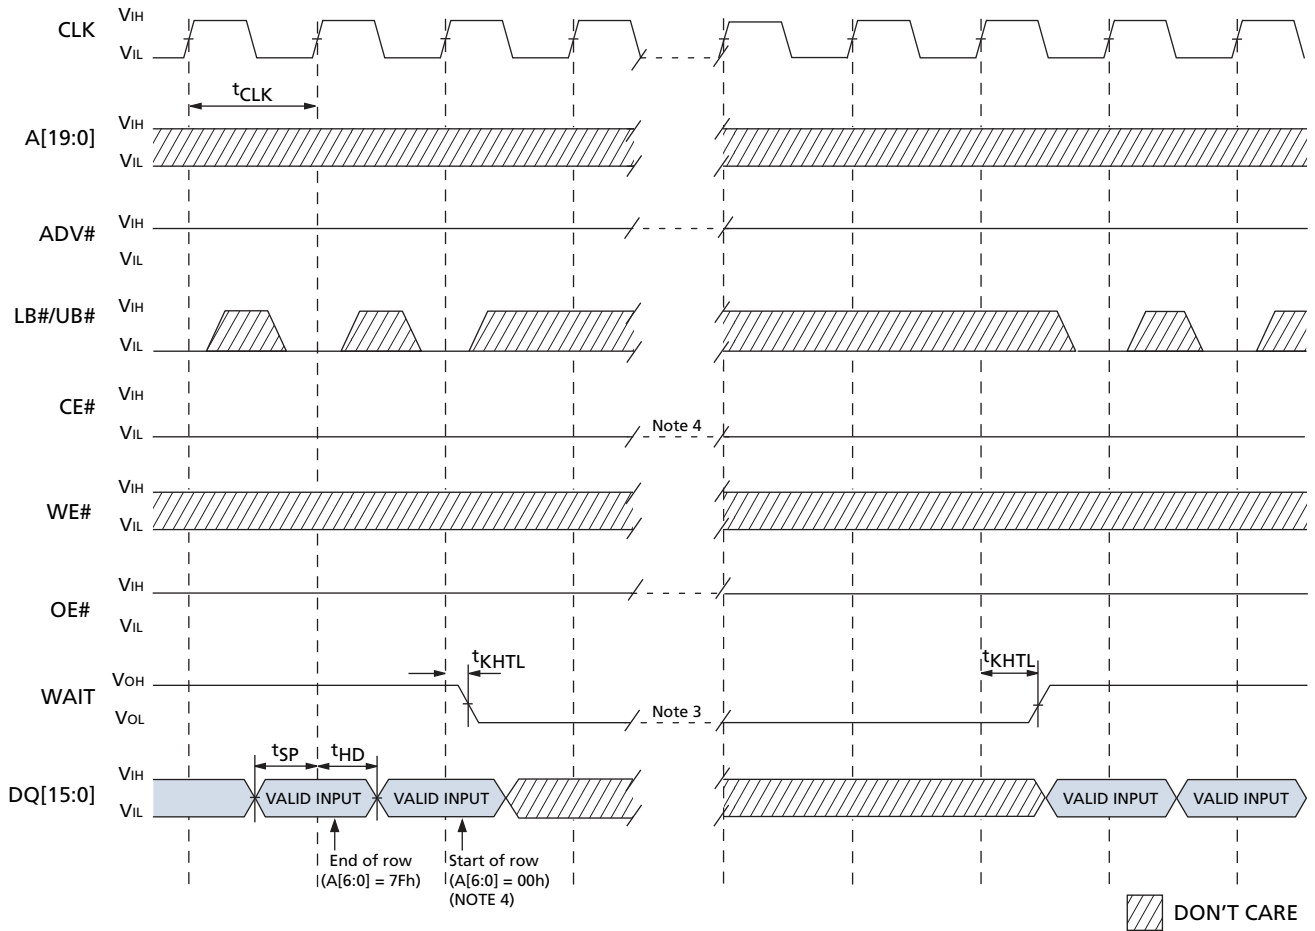 CLK
VIH
VIL
tCLK
A[19:0]
VIH
VIL
ADV#
VIH
VIL
LB#/UB#
VIH
VIL
CE#
VIH
VIL
Note 4
WE#
VIH
VIL
OE#
VIH
VIL
tKHTL
tKHTL
WAIT
VOH
VOL
Note 3
tSP
tHD
DQ[15:0]
VIH
VIL
VALID INPUT
VALID INPUT
VALID INPUT
VALID INPUT
End of row
(A[6:0] = 7Fh)
Start of row
(A[6:0] = 00h)
(NOTE 4)
DON'T CARE